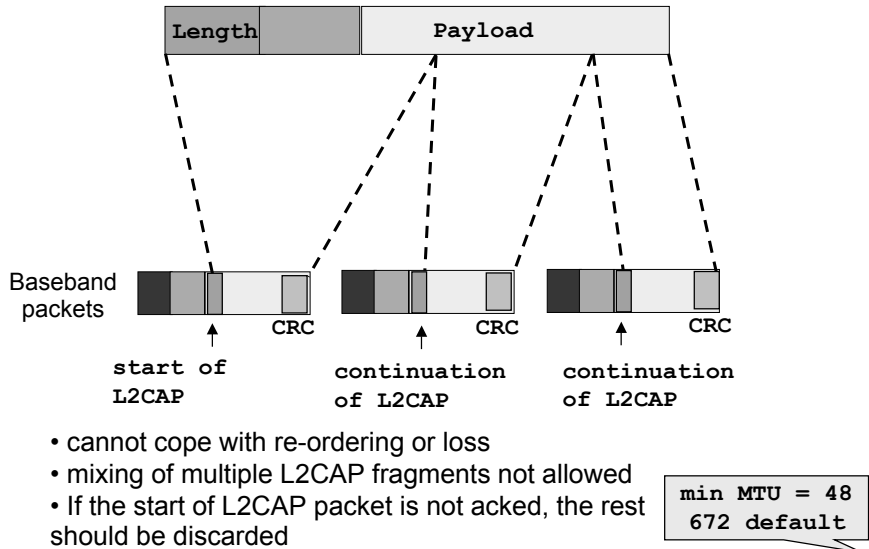 Length
Payload
Baseband
packets
CRC
CRC
CRC
start of
L2CAP
continuation
of L2CAP
continuation
of L2CAP
• cannot cope with re-ordering or loss
• mixing of multiple L2CAP fragments not allowed
• If the start of L2CAP packet is not acked, the rest
should be discarded
min MTU = 48
672 default